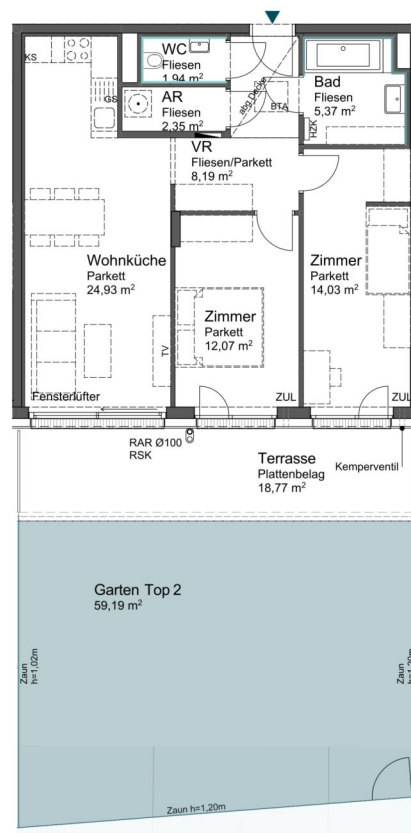 WC
Fliesen
1,94 m²
KS
Bad
Fliesen
5,37 m²
AR
Fliesen
2,35 m²
GS
abg.Decke
BTA
HZK
VR
Fliesen/Parkett
8,19 m²
Wohnküche
Parkett
24,93 m²
Zimmer
Parkett
14,03 m²
Zimmer
Parkett
12,07 m²
TV
Fensterlüfter
ZUL
ZUL
RAR Ø100
RSK
Terrasse
Plattenbelag
18,77 m²
Kemperventil
Garten Top 2
59,19 m²
Zaun
h=1,02m
Zaun
h=1,20m
Zaun h=1,20m